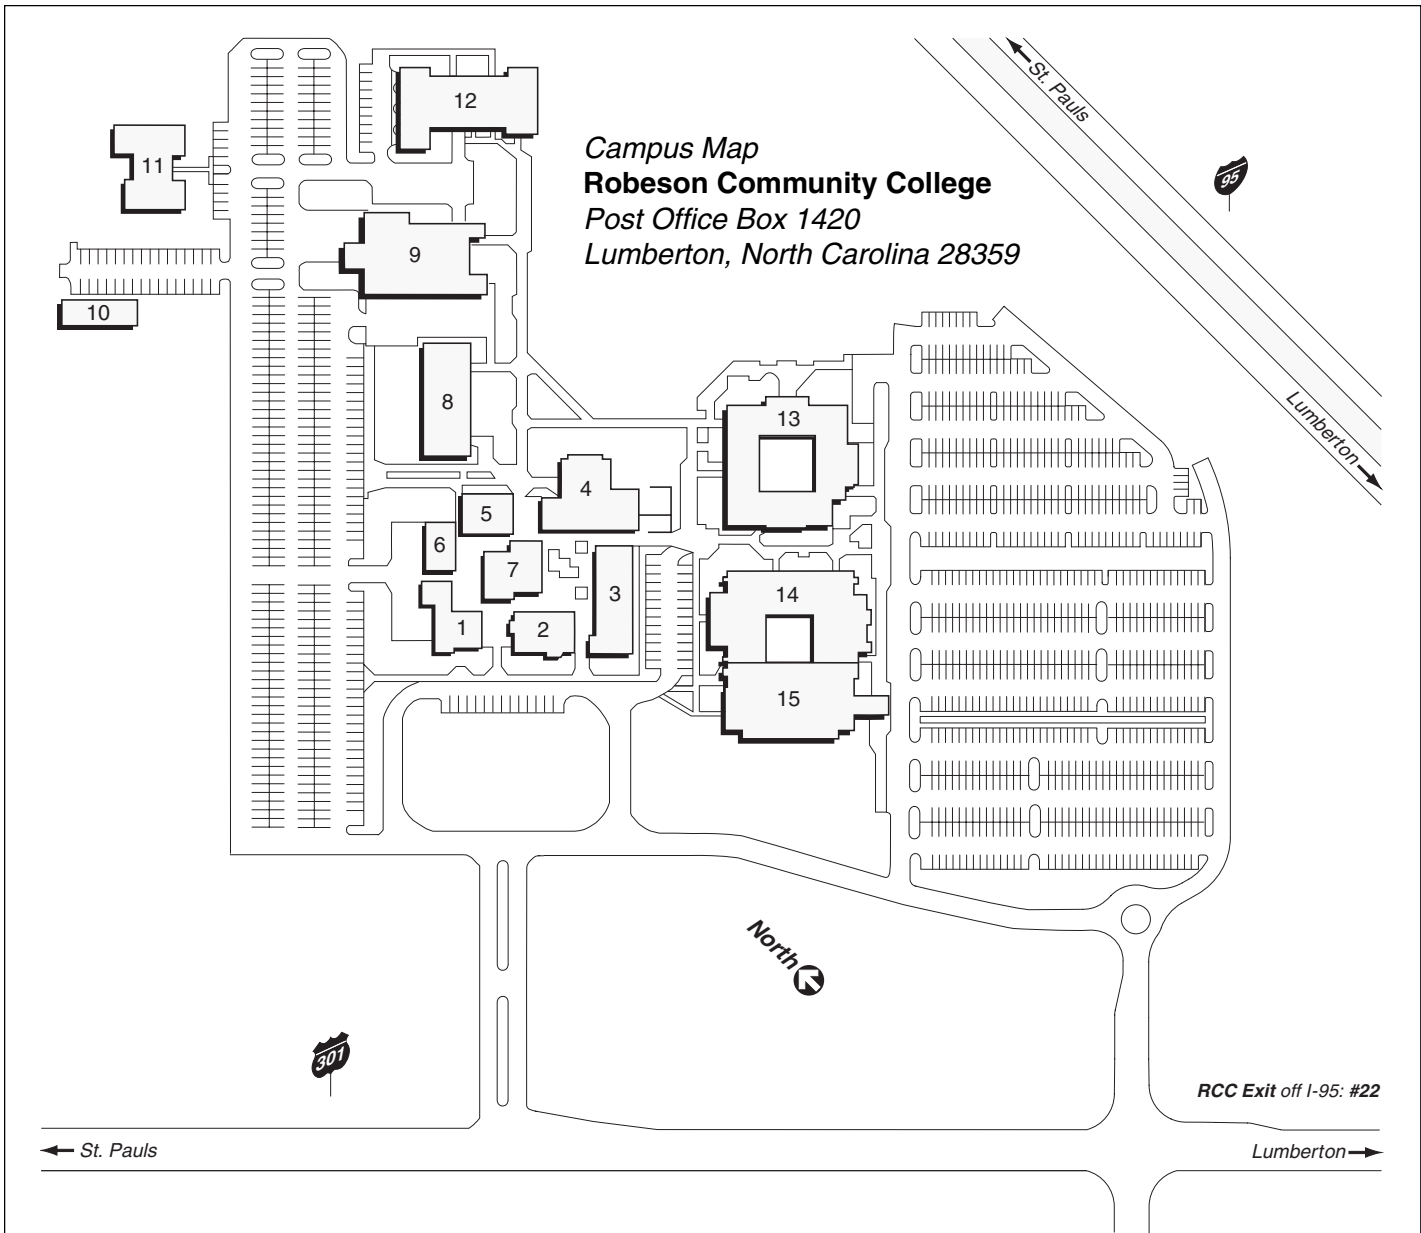 St. Pauls
12
Campus Map
11
Robeson Community College
95
Post Office Box 1420
9
Lumberton, North Carolina 28359
10
8
13
Lumberton
4
5
6
7
3
14
1
2
15
North
301
RCC Exit off I-95: #22
St. Pauls
Lumberton